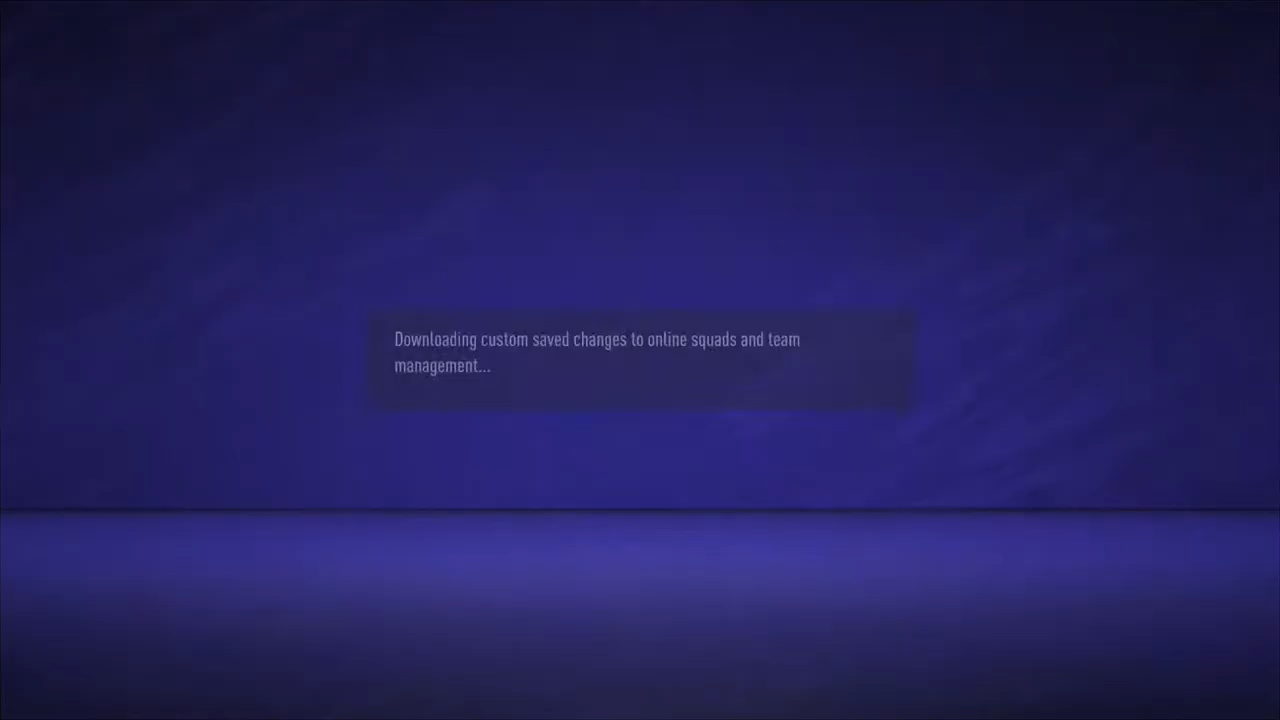 Downloading custom saved changes to online squads and team
management...